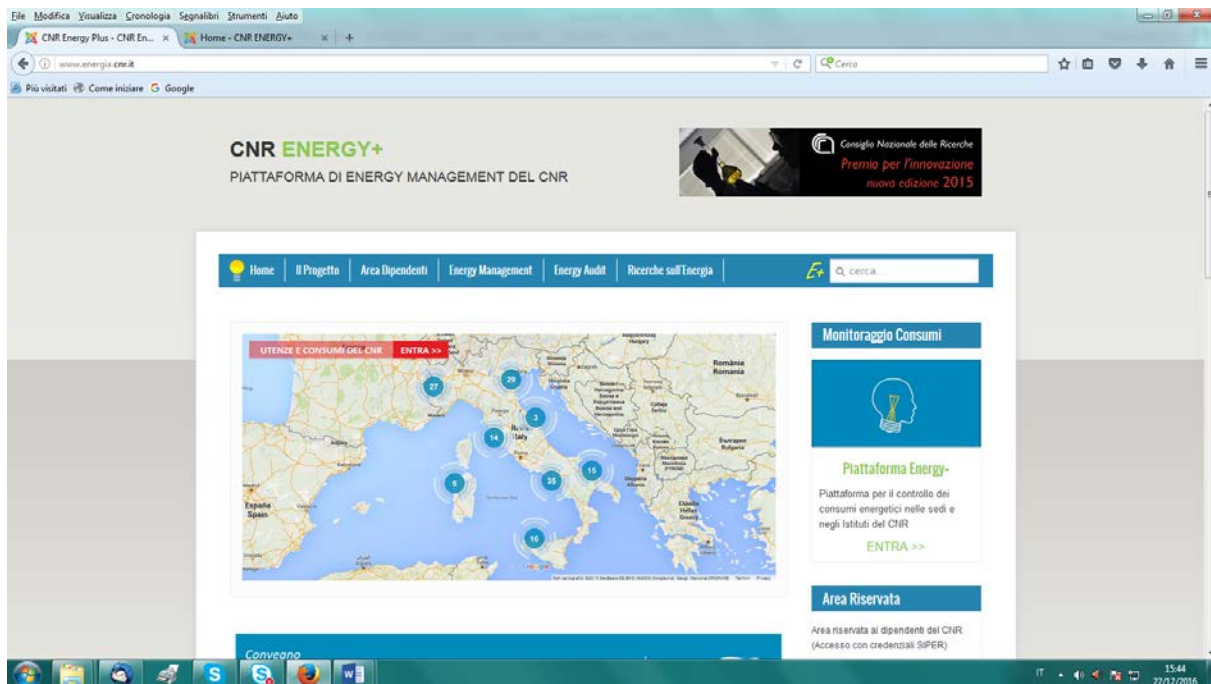 File Modifica Visualizza Cronologia Segnalibri Strumenti Aiuto
CNR Energy Plus - CNR En... × Home - CNR ENERGY+ × +
www.energia.cnr.it
Cerca
Più visitati Come iniziare Google
CNR ENERGY+
PIATTAFORMA DI ENERGY MANAGEMENT DEL CNR
Consiglio Nazionale delle Ricerche
Premio per l'innovazione
nuova edizione 2015
Home Il Progetto Area Dipendenti Energy Management Energy Audit Ricerche sull'Energia
E+ cerca...
UTENZE E CONSUMI DEL CNR ENTRA >>
România
Romania
27
29
3
14
Italy
15
35
5
16
España
Spain
Monitoraggio Consumi
Piattaforma Energy+
Piattaforma per il controllo dei
consumi energetici nelle sedi e
negli Istituti del CNR
ENTRA >>
Area Riservata
Area riservata ai dipendenti del CNR
(Accesso con credenziali SIPER)
Convegno
IT
15:44
22/12/2016